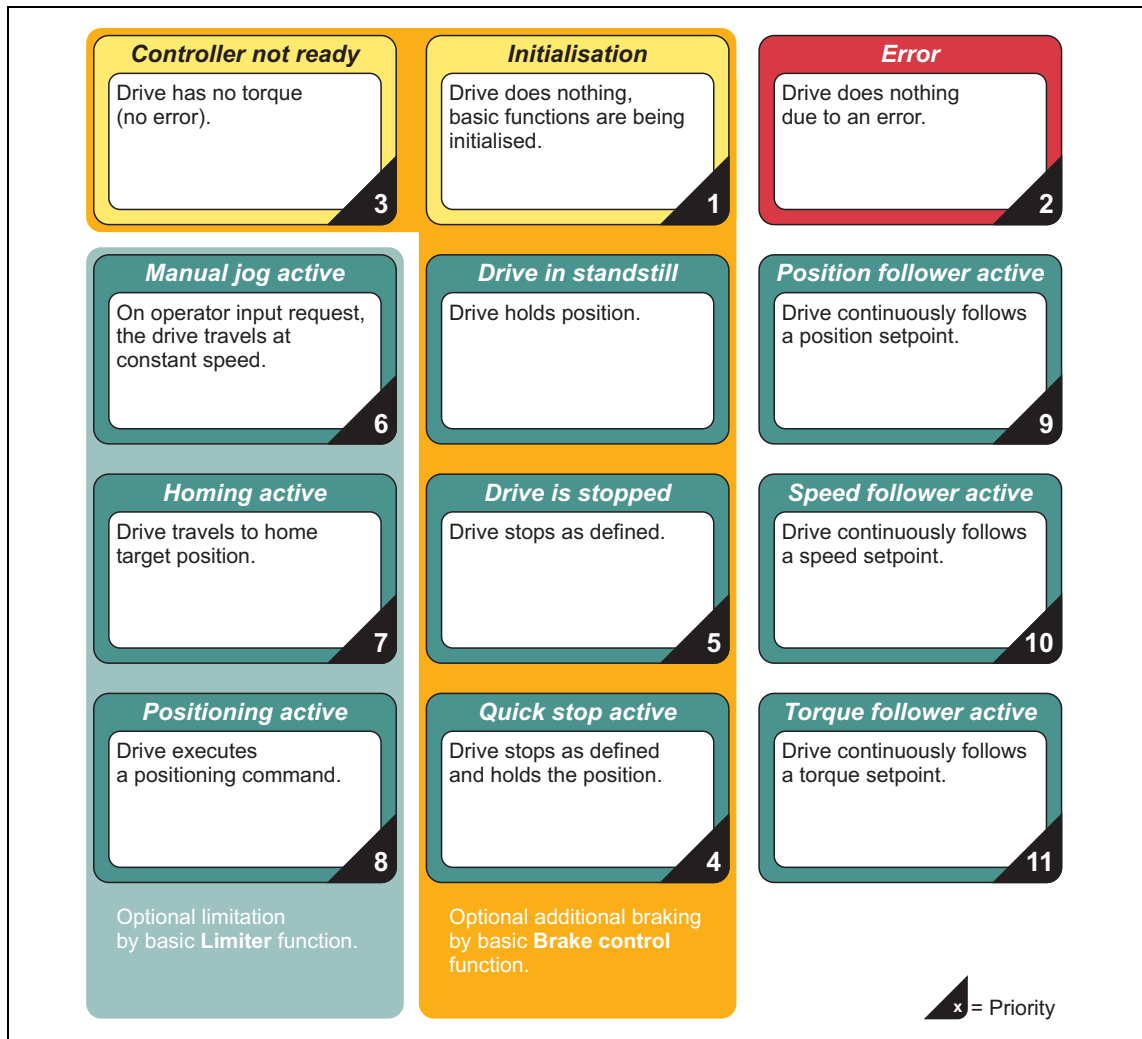 Controller not ready
Drive has no torque
(no error).
3
Initialisation
Drive does nothing,
basic functions are being
initialised.
1
Error
Drive does nothing
due to an error.
2
Manual jog active
On operator input request,
the drive travels at
constant speed.
6
Drive in standstill
Drive holds position.
Position follower active
Drive continuously follows
a position setpoint.
9
Homing active
Drive travels to home
target position.
7
Drive is stopped
Drive stops as defined.
5
Speed follower active
Drive continuously follows
a speed setpoint.
10
Positioning active
Drive executes
a positioning command.
8
Quick stop active
Drive stops as defined
and holds the position.
4
Torque follower active
Drive continuously follows
a torque setpoint.
11
Optional limitation
by basic Limiter function.
Optional additional braking
by basic Brake control
function.
x = Priority